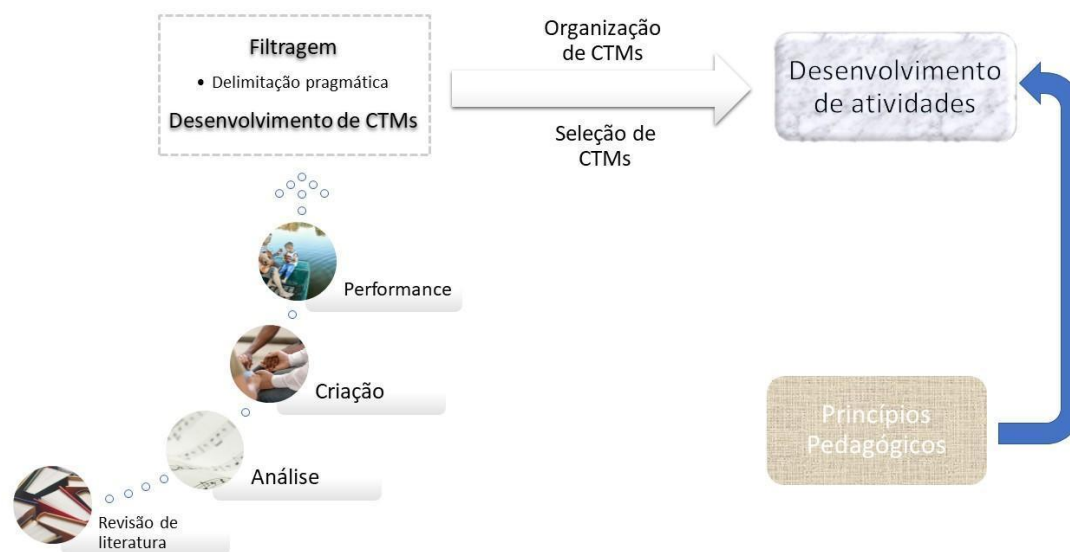 Filtragem
• Delimitação pragmática
Desenvolvimento de CTMs
Organização
de CTMs
Seleção de
CTMs
Desenvolvimento
de atividades
Performance
Criação
Análise
Revisão de
literatura
Princípios
Pedagógicos